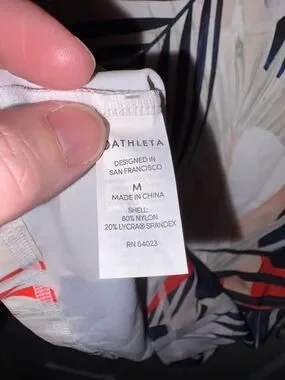 ATHLETA
DESIGNED IN
SAN FRANCISCO
M
MADE IN CHINA
SHELL:
80% NYLON
20% LYCRA® SPANDEX
RN 54023